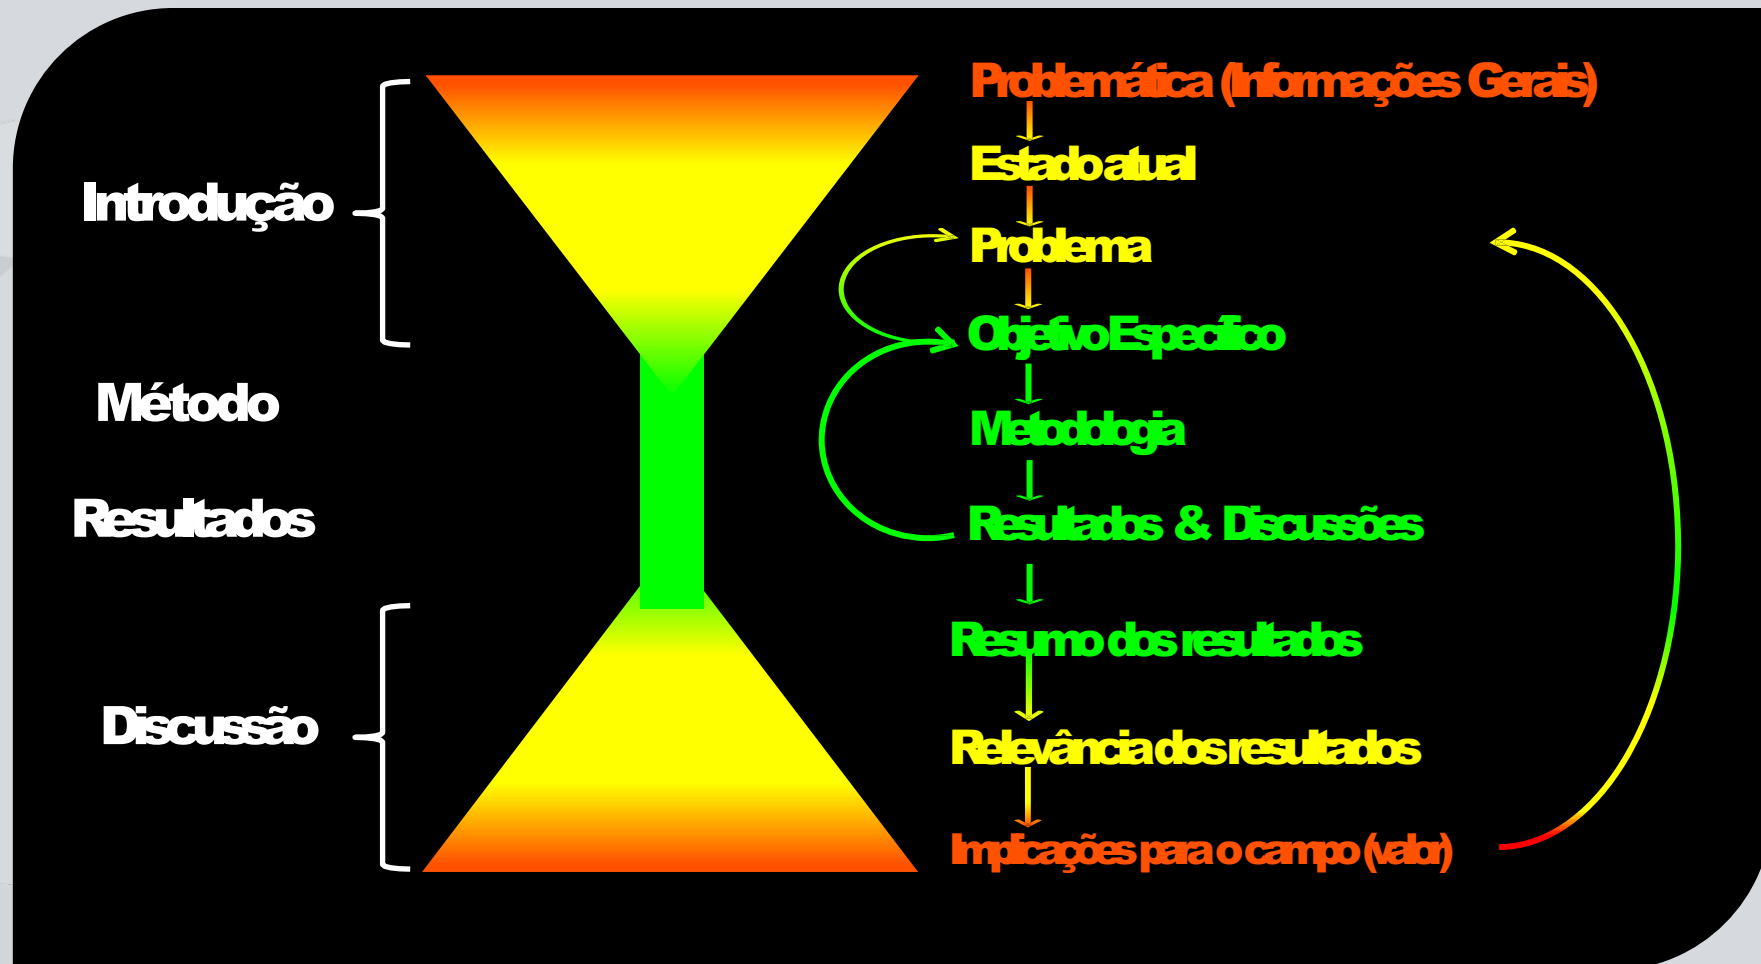 Problemática (Informações Gerais)
Estado atual
Introdução
Problema
Objetivo Específico
Método
Metodologia
Resultados
Resultados & Discussões
Resumo dos resultados
Discussão
Relevância dos resultados
Implicações para o campo (valor)